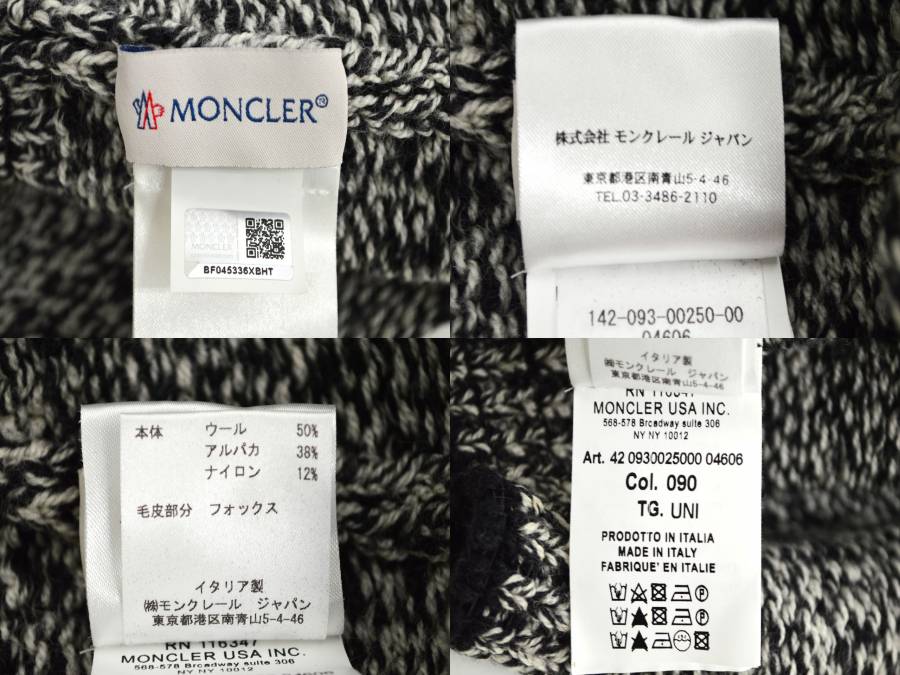 MONCLER®
MONCLER
BF045336XBHT
株式会社 モンクレール ジャパン
東京都港区南青山5-4-46
TEL.03-3486-2110
142-093-00250-00
04606
本体 ウール 50%
アルパカ 38%
ナイロン 12%
毛皮部分 フォックス
イタリア製
㈱モンクレール ジャパン
東京都港区南青山5-4-46
RN 116347
MONCLER USA INC.
568-578 Broadway suite 306
NY NY 10012
イタリア製
㈱モンクレール ジャパン
東京都港区南青山5-4-46
RN 116347
MONCLER USA INC.
568-578 Broadway suite 306
NY NY 10012
Art. 42 0930025000 04606
Col. 090
TG. UNI
PRODOTTO IN ITALIA
MADE IN ITALY
FABRIQUE' EN ITALIE